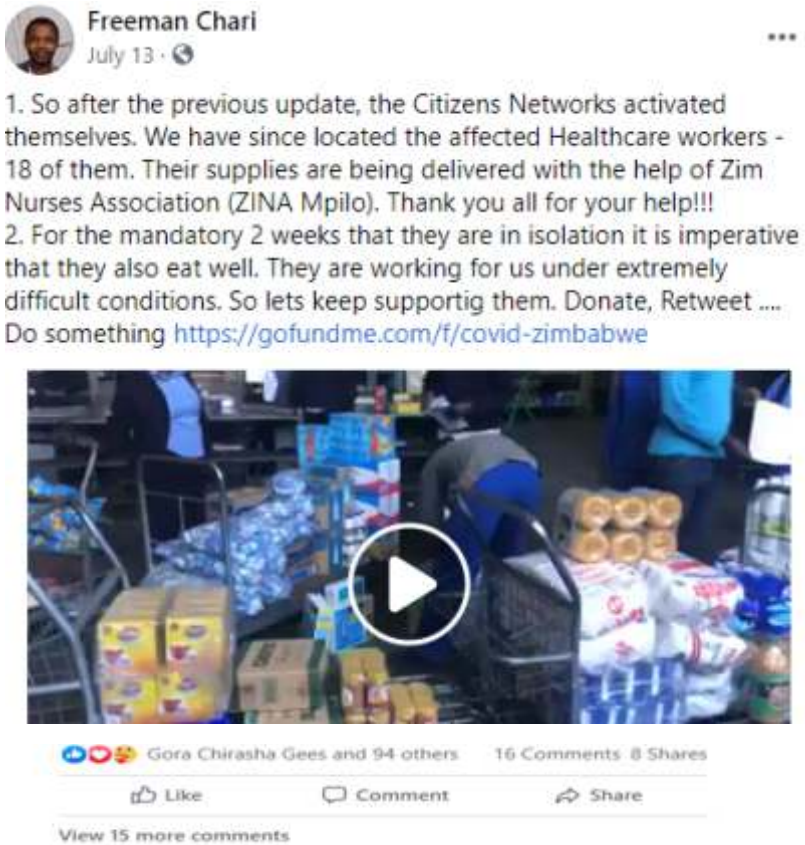 Freeman Chari
July 13 ·
1. So after the previous update, the Citizens Networks activated
themselves. We have since located the affected Healthcare workers -
18 of them. Their supplies are being delivered with the help of Zim
Nurses Association (ZINA Mpilo). Thank you all for your help!!!
2. For the mandatory 2 weeks that they are in isolation it is imperative
that they also eat well. They are working for us under extremely
difficult conditions. So lets keep supportig them. Donate, Retweet ....
Do something https://gofundme.com/f/covid-zimbabwe
Gora Chirasha Gees and 94 others 16 Comments 8 Shares
Like Comment Share
View 15 more comments